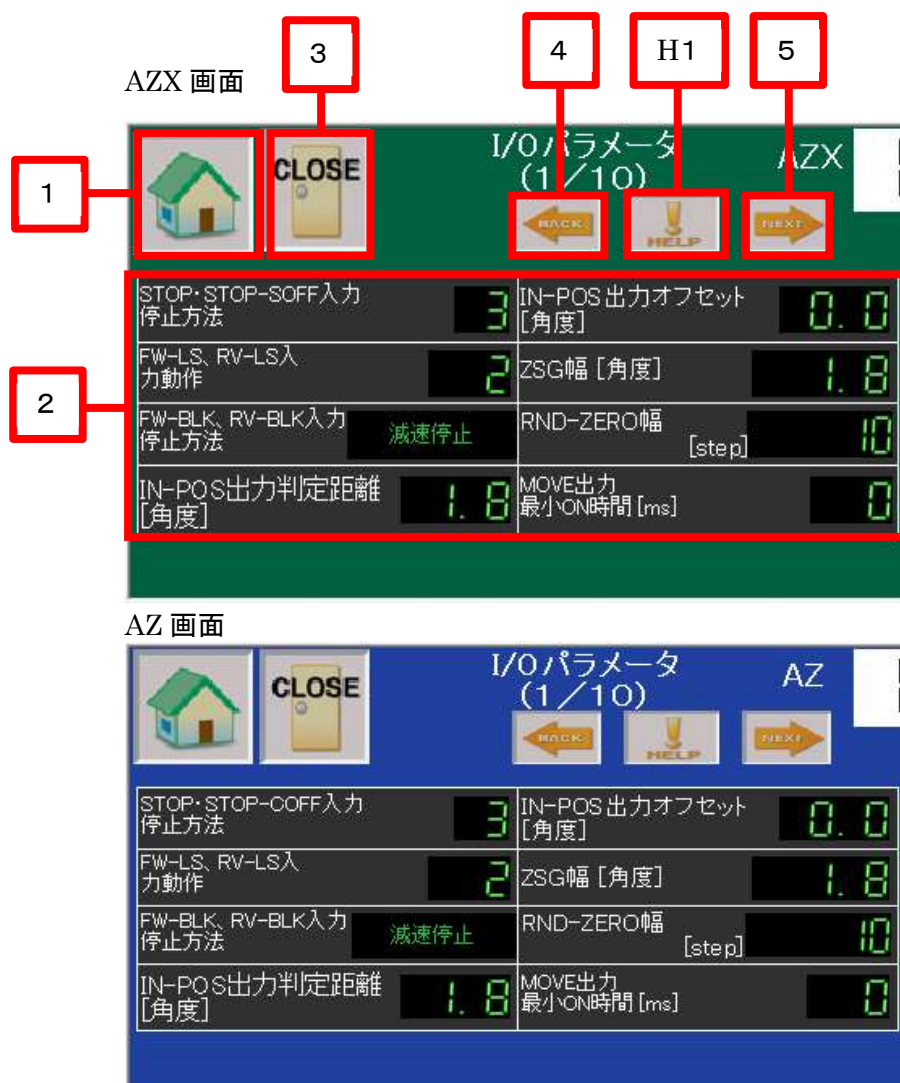 3
4
H1
5
AZX 画面
I/Oパラメータ
(1/10)
AZX
CLOSE
BACK
HELP
NEXT
1
2
STOP・STOP-SOFF入力
停止方法
3
IN-POS出力オフセット
[角度]
0.0
FW-LS、RV-LS入
力動作
2
ZSG幅 [角度]
1.8
FW-BLK、RV-BLK入力
停止方法
減速停止
RND-ZERO幅
[step]
10
IN-POS出力判定距離
[角度]
1.8
MOVE出力
最小ON時間[ms]
0
AZ 画面
I/Oパラメータ
(1/10)
AZ
CLOSE
BACK
HELP
NEXT
STOP・STOP-COFF入力
停止方法
3
IN-POS出力オフセット
[角度]
0.0
FW-LS、RV-LS入
力動作
2
ZSG幅 [角度]
1.8
FW-BLK、RV-BLK入力
停止方法
減速停止
RND-ZERO幅
[step]
10
IN-POS出力判定距離
[角度]
1.8
MOVE出力
最小ON時間[ms]
0